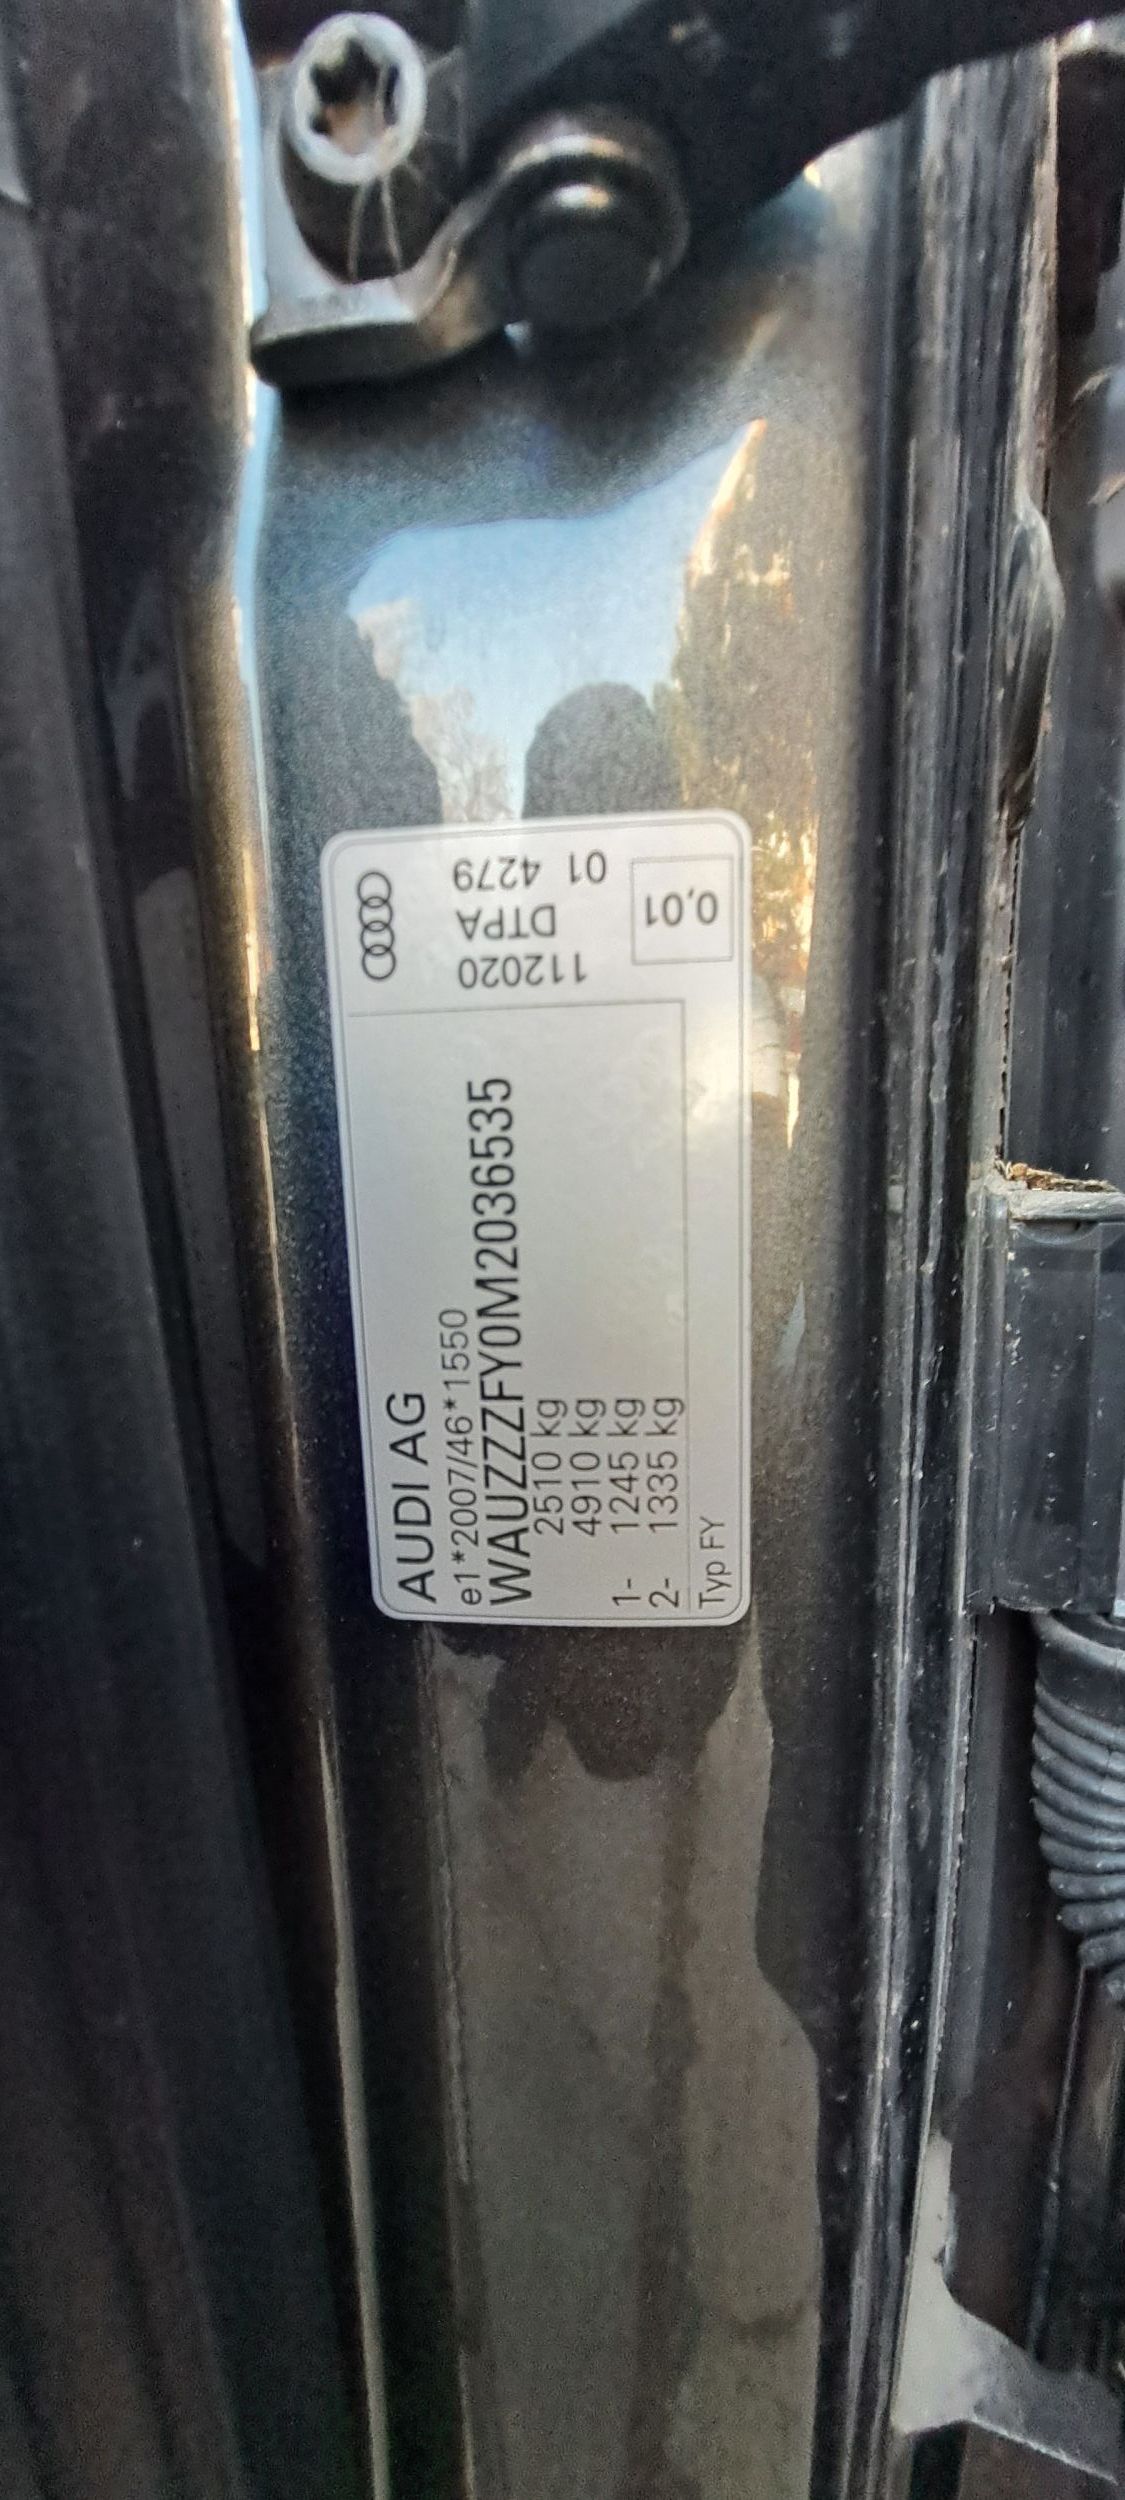 AUDI AG
e1*2007/46*1550
WAUZZZFY0M2036535
2510 kg
4910 kg
1- 1245 kg
2- 1335 kg
Typ FY
112020
DTPA
01 4279
0,01